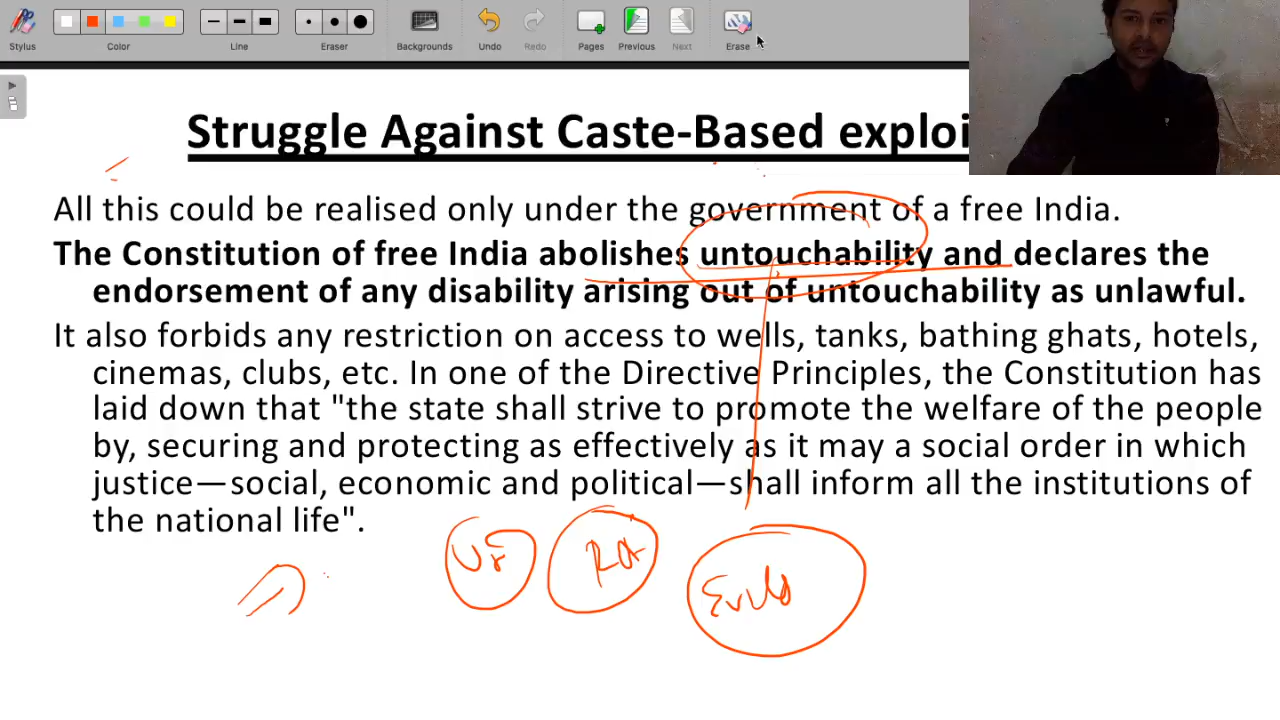 Stylus
Color
Line
Eraser
Backgrounds
Undo
Redo
Pages
Previous
Next
Erase
Struggle Against Caste-Based exploi
All this could be realised only under the government of a free India.
The Constitution of free India abolishes untouchability and declares the
endorsement of any disability arising out of untouchability as unlawful.
It also forbids any restriction on access to wells, tanks, bathing ghats, hotels,
cinemas, clubs, etc. In one of the Directive Principles, the Constitution has
laid down that "the state shall strive to promote the welfare of the people
by, securing and protecting as effectively as it may a social order in which
justice—social, economic and political—shall inform all the institutions of
the national life".
Evils